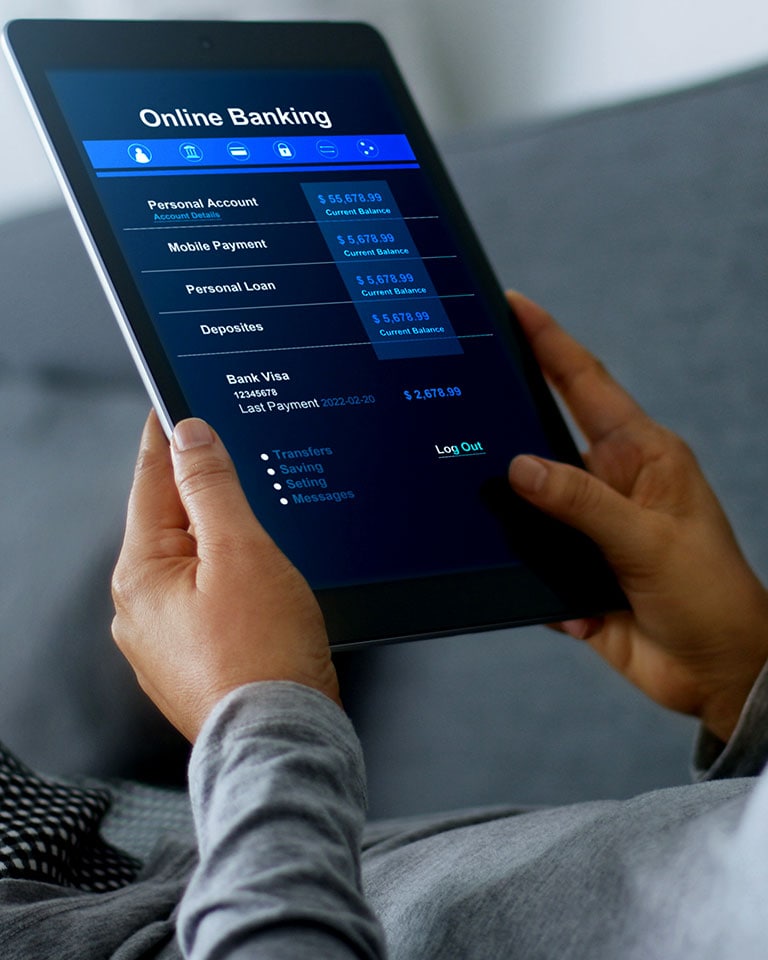 Online Banking
Personal Account $ 55,678.99
Account Details Current Balance
Mobile Payment $ 5,678.99
Current Balance
Personal Loan $ 5,678.99
Current Balance
Deposites $ 5,678.99
Current Balance
Bank Visa
12345678 $ 2,678.99
Last Payment 2022-02-20
Transfers Log Out
Saving
Seting
Messages